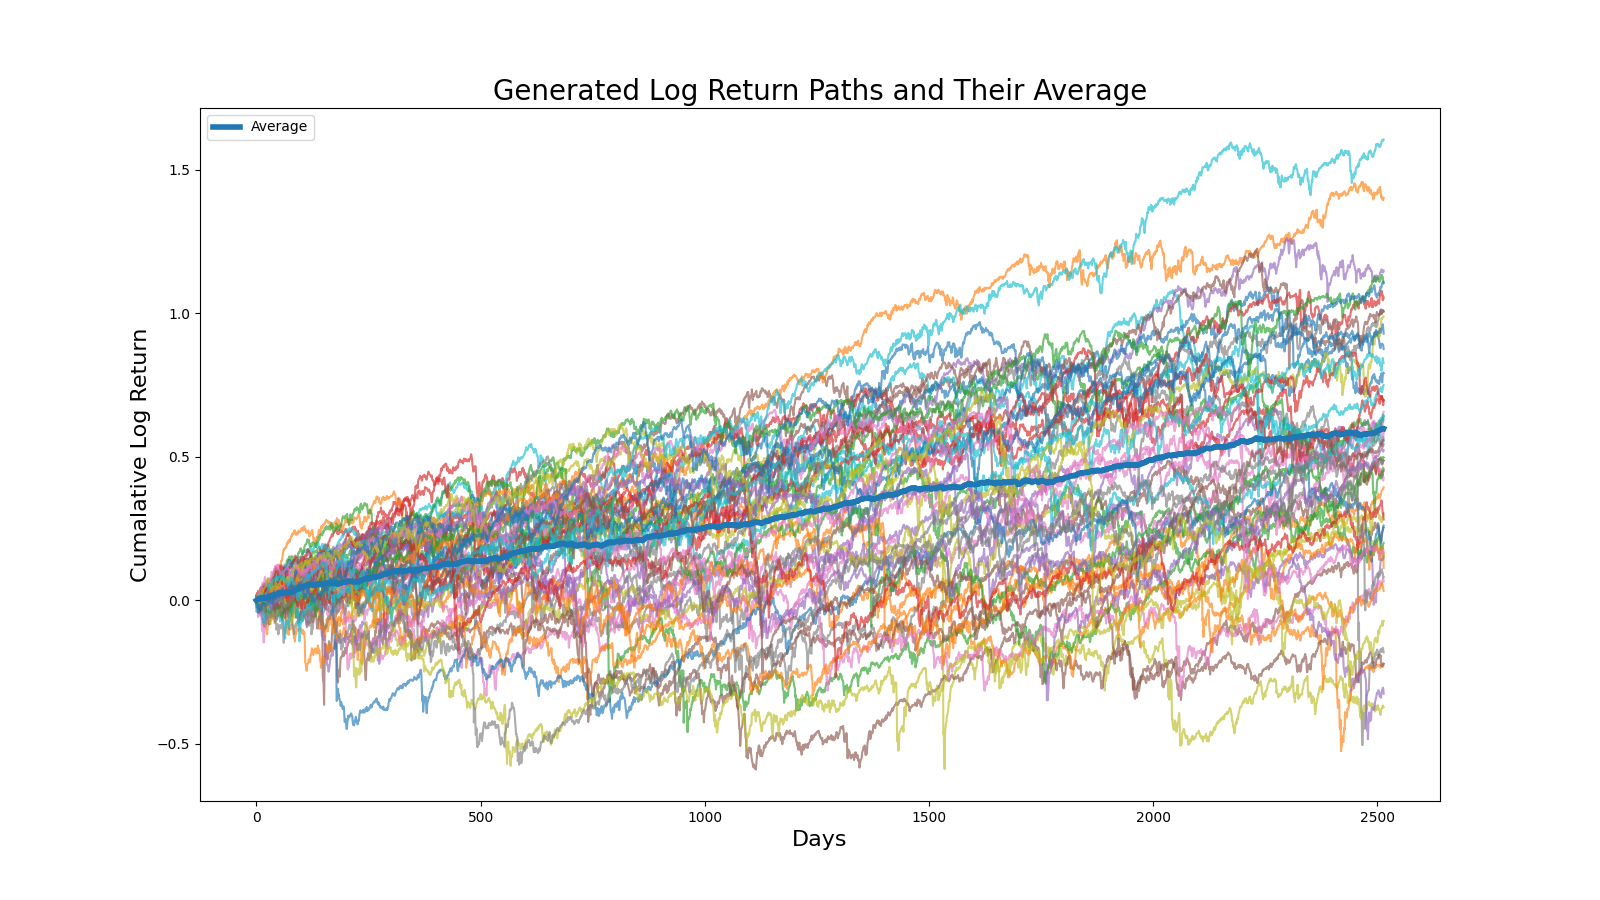 Generated Log Return Paths and Their Average
Average
Cumalative Log Return
1.5
1.0
0.5
0.0
−0.5
0
500
1000
1500
2000
2500
Days